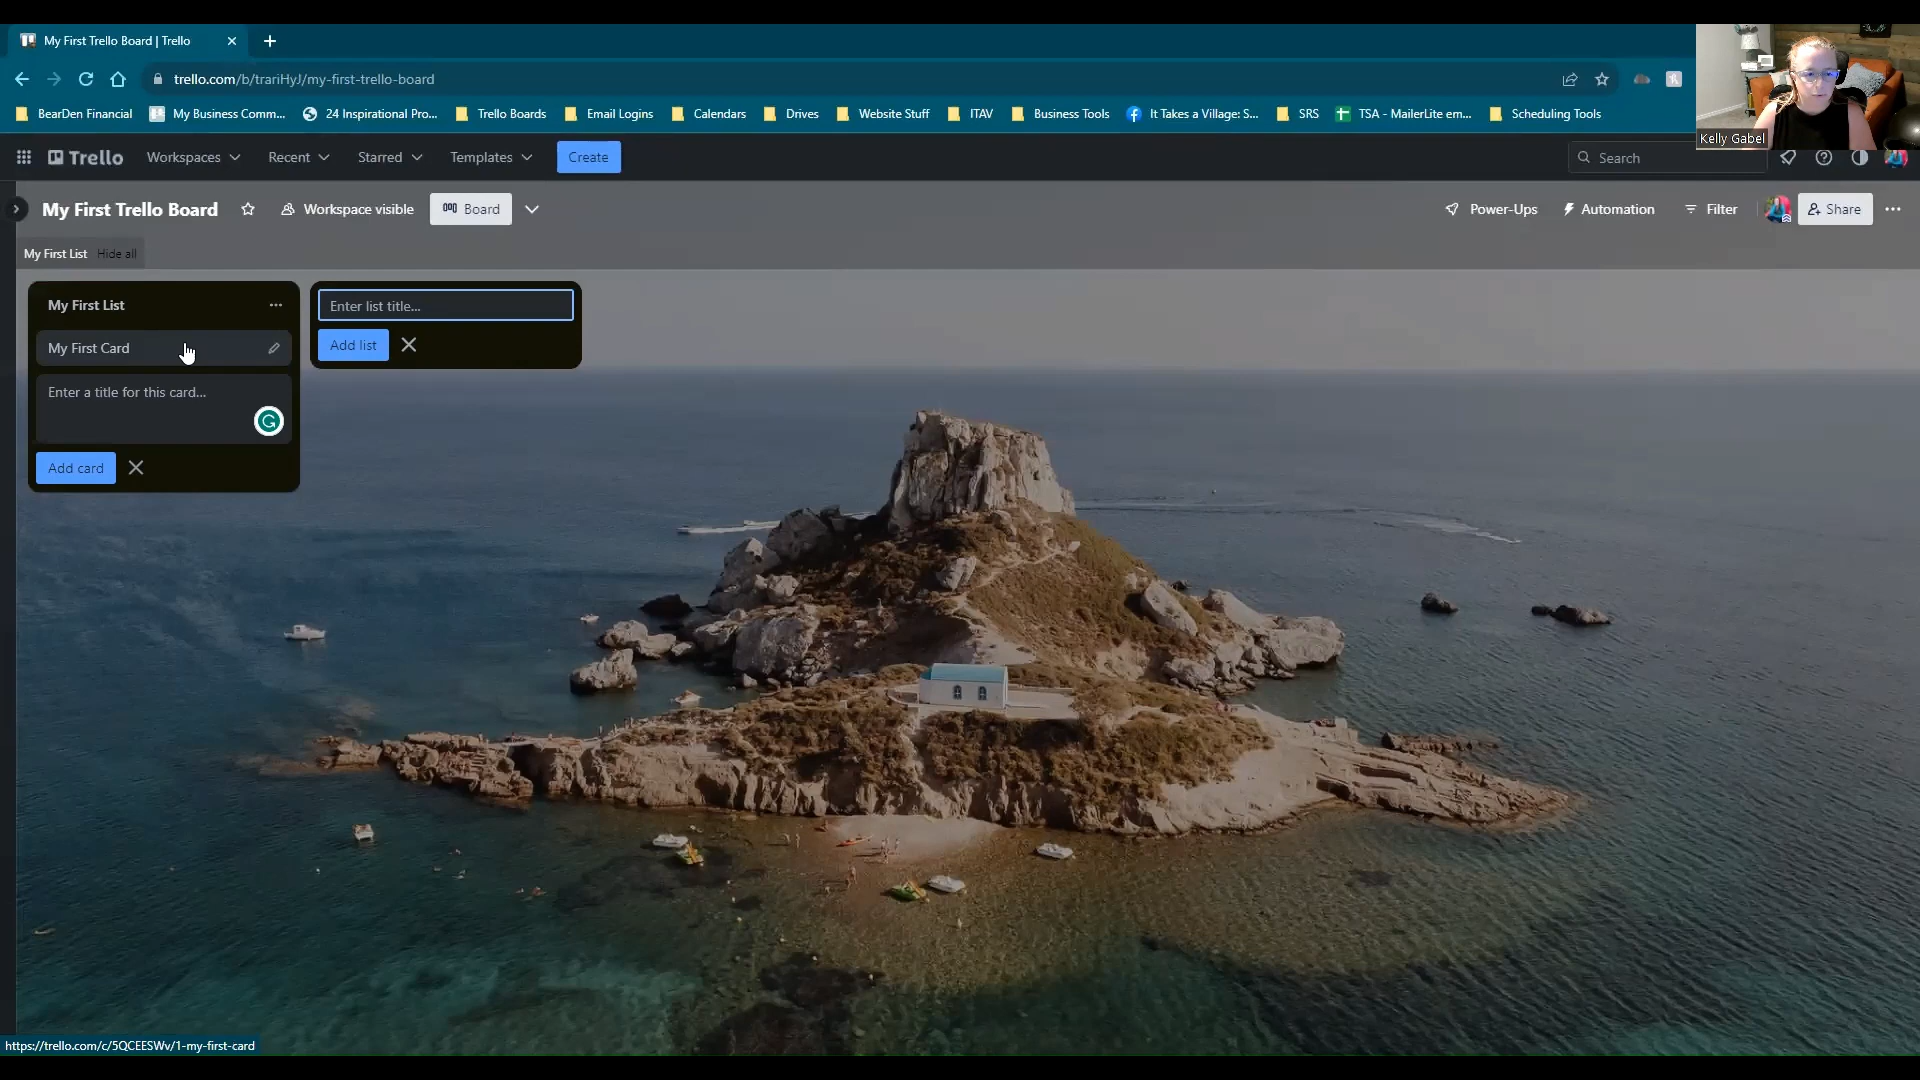 My First Trello Board | Trello
trello.com/b/trariHyJ/my-first-trello-board
BearDen Financial My Business Comm... 24 Inspirational Pro... Trello Boards Email Logins Calendars Drives Website Stuff ITAV Business Tools It Takes a Village: S... SRS TSA - MailerLite em... Scheduling Tools
Kelly Gabel
Trello Workspaces Recent Starred Templates Create Search
My First Trello Board Workspace visible Board Power-Ups Automation Filter Share
My First List Hide all
My First List
Enter list title...
My First Card
Add list
Enter a title for this card...
Add card
https://trello.com/c/5QCEESWv/1-my-first-card